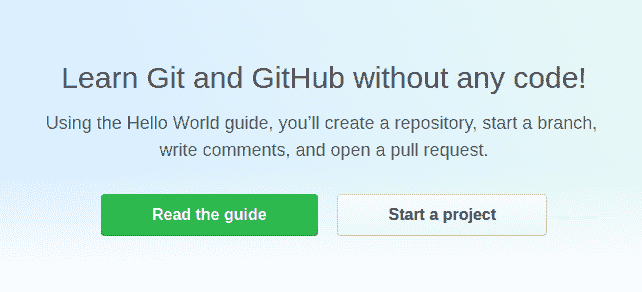 Learn Git and GitHub without any code!
Using the Hello World guide, you’ll create a repository, start a branch,
write comments, and open a pull request.
Read the guide
Start a project